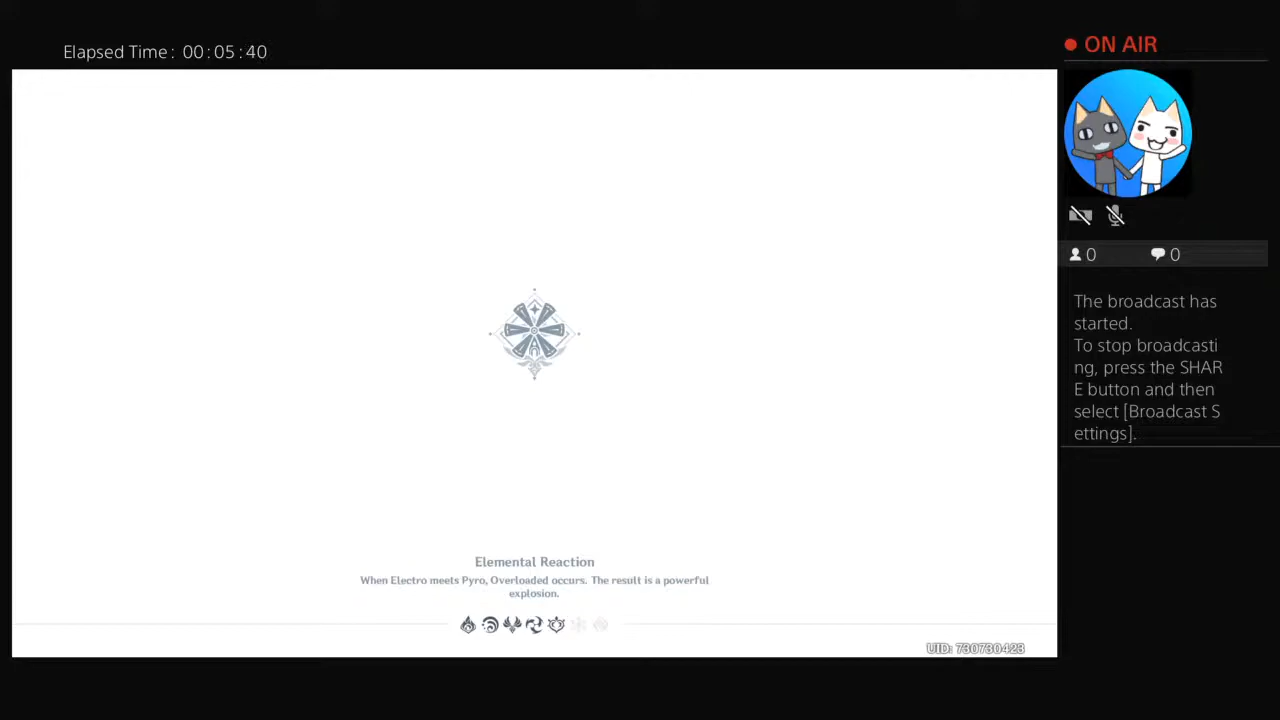 Elapsed Time: 00:05:40
ON AIR
0
0
The broadcast has
started.
To stop broadcasti
ng, press the SHAR
E button and then
select [Broadcast S
ettings].
Elemental Reaction
When Electro meets Pyro, Overloaded occurs. The result is a powerful
explosion.
UID: 730730423